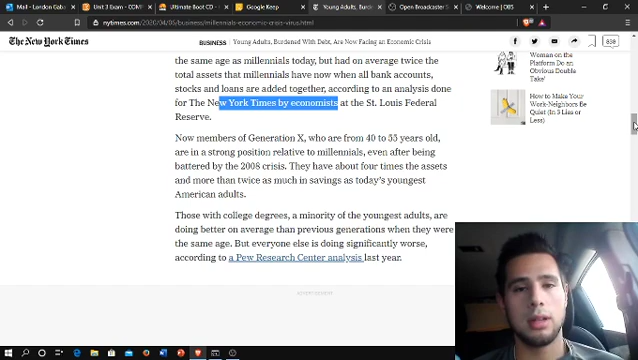 Mail - London Gaba
Unit 3 Exam - COM
Ultimate Boot CD -
Google Keep
Young Adults, Burd
Open Broadcaster S
Welcome | OBS
nytimes.com/2020/04/06/business/millennials-economic-crisis-virus.html
The New York Times
BUSINESS | Young Adults, Burdened With Debt, Are Now Facing an Economic Crisis
838
the same age as millennials today, but had on average twice the
total assets that millennials have now when all bank accounts,
stocks and loans are added together, according to an analysis done
for The New York Times by economists at the St. Louis Federal
Reserve.
Now members of Generation X, who are from 40 to 55 years old,
are in a strong position relative to millennials, even after being
battered by the 2008 crisis. They have about four times the assets
and more than twice as much in savings as today's youngest
American adults.
Those with college degrees, a minority of the youngest adults, are
doing better on average than previous generations when they were
the same age. But everyone else is doing significantly worse,
according to a Pew Research Center analysis last year.
ADVERTISEMENT
Woman on the
Platform Do an
Obvious Double
Take'
How to Make Your
Work-Neighbors Be
Quiet (in 3 Lies or
Less)